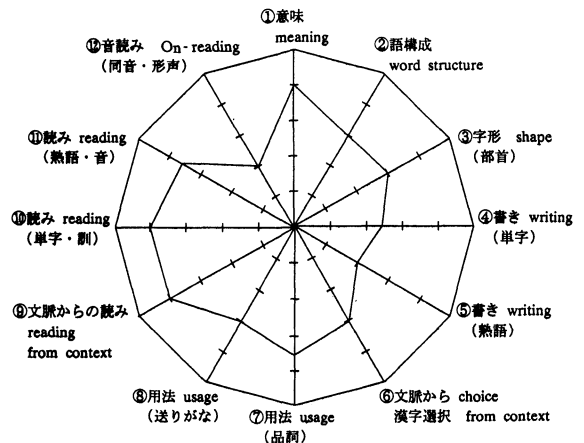 ①意味
meaning
②語構成
word structure
③字形 shape
(部首)
④書き writing
(単字)
⑤書き writing
(熟語)
⑥文脈から choice
漢字選択 from context
⑦用法 usage
(品詞)
⑧用法 usage
(送りがな)
⑨文脈からの読み
reading
from context
⑩読み reading
(単字・訓)
⑪読み reading
(熟語・音)
⑫音読み On-reading
(同音・形声)